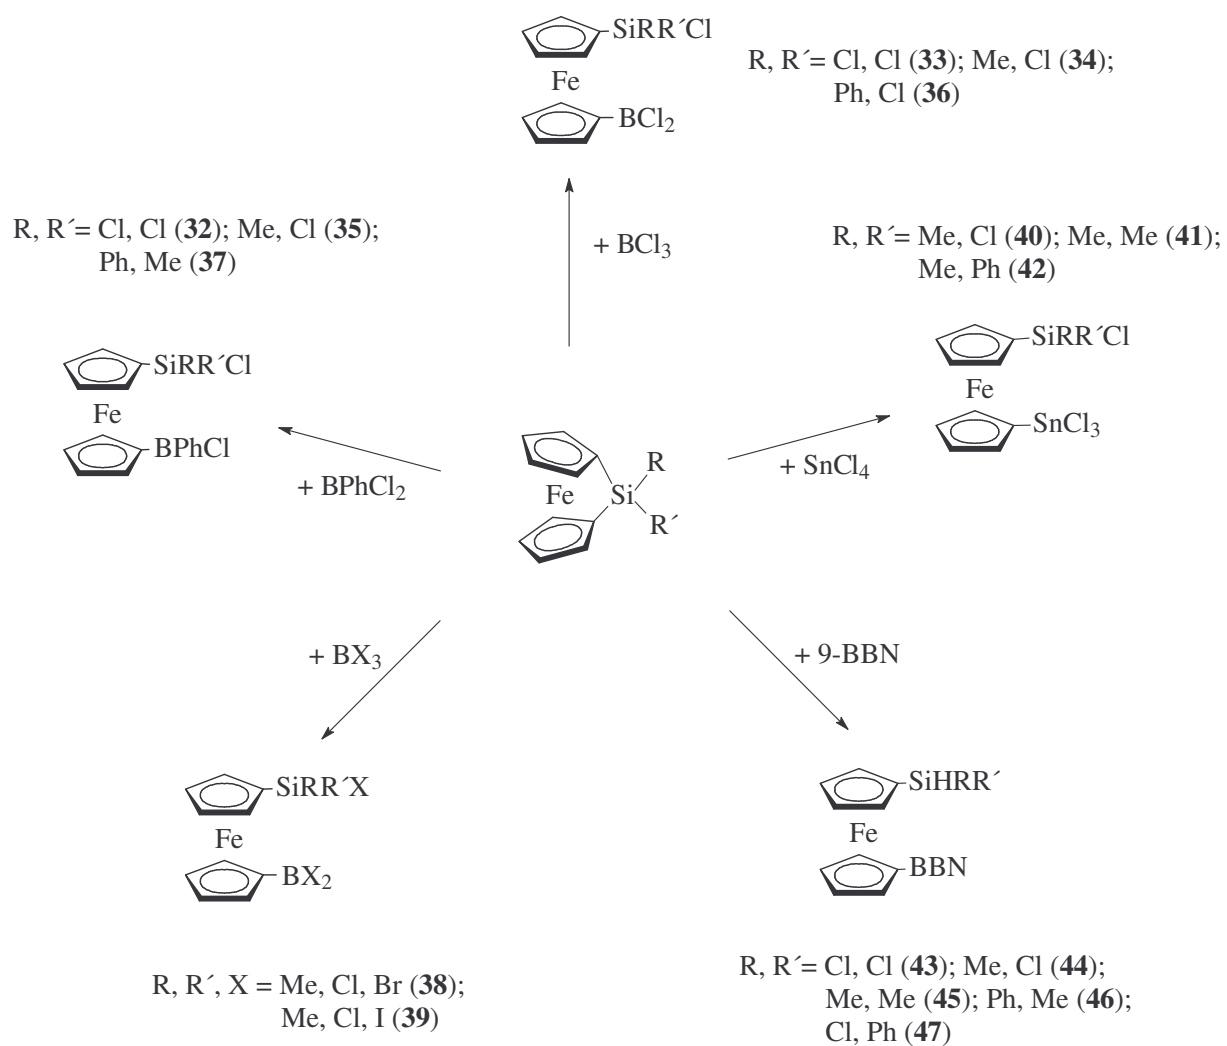 SiRR´Cl
R, R´= Cl, Cl (33); Me, Cl (34);
Ph, Cl (36)
Fe
BCl2
R, R´= Cl, Cl (32); Me, Cl (35);
Ph, Me (37)
+ BCl3
R, R´= Me, Cl (40); Me, Me (41);
Me, Ph (42)
SiRR´Cl
Fe
BPhCl
+ BPhCl2
SiRR´Cl
Fe
SnCl3
+ SnCl4
R
Fe
Si
R´
+ BX3
+ 9-BBN
SiRR´X
Fe
BX2
SiHRR´
Fe
BBN
R, R´, X = Me, Cl, Br (38);
Me, Cl, I (39)
R, R´= Cl, Cl (43); Me, Cl (44);
Me, Me (45); Ph, Me (46);
Cl, Ph (47)